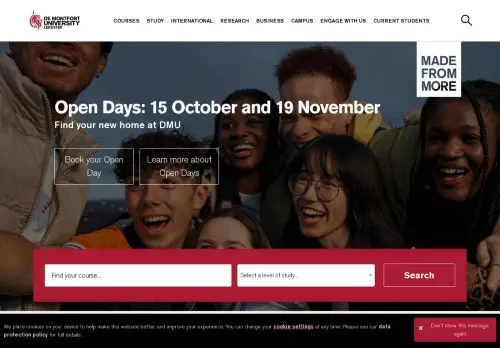 DE MONTFORT
UNIVERSITY
LEICESTER
COURSES STUDY INTERNATIONAL RESEARCH BUSINESS CAMPUS ENGAGE WITH US CURRENT STUDENTS
MADE
FROM
MORE
Open Days: 15 October and 19 November
Find your new home at DMU
Book your Open
Day
Learn more about
Open Days
Find your course...
Select a level of study...
Search
We place cookies on your device to help make this website better, and improve your experience. You can change your cookie settings at any time. Please see our data
protection policy for full details.
× Don't show this message
again